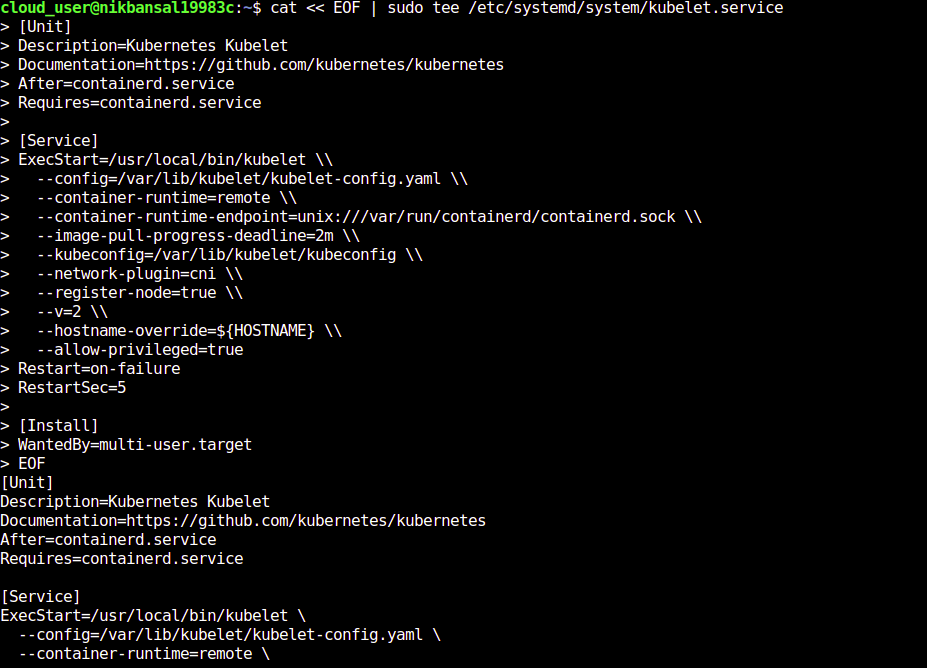 cloud_user@nikbansal19983c:~$ cat << EOF | sudo tee /etc/systemd/system/kubelet.service
> [Unit]
> Description=Kubernetes Kubelet
> Documentation=https://github.com/kubernetes/kubernetes
> After=containerd.service
> Requires=containerd.service
>
> [Service]
> ExecStart=/usr/local/bin/kubelet \\
>   --config=/var/lib/kubelet/kubelet-config.yaml \\
>   --container-runtime=remote \\
>   --container-runtime-endpoint=unix:///var/run/containerd/containerd.sock \\
>   --image-pull-progress-deadline=2m \\
>   --kubeconfig=/var/lib/kubelet/kubeconfig \\
>   --network-plugin=cni \\
>   --register-node=true \\
>   --v=2 \\
>   --hostname-override=${HOSTNAME} \\
>   --allow-privileged=true
> Restart=on-failure
> RestartSec=5
>
> [Install]
> WantedBy=multi-user.target
> EOF
[Unit]
Description=Kubernetes Kubelet
Documentation=https://github.com/kubernetes/kubernetes
After=containerd.service
Requires=containerd.service

[Service]
ExecStart=/usr/local/bin/kubelet \
  --config=/var/lib/kubelet/kubelet-config.yaml \
  --container-runtime=remote \